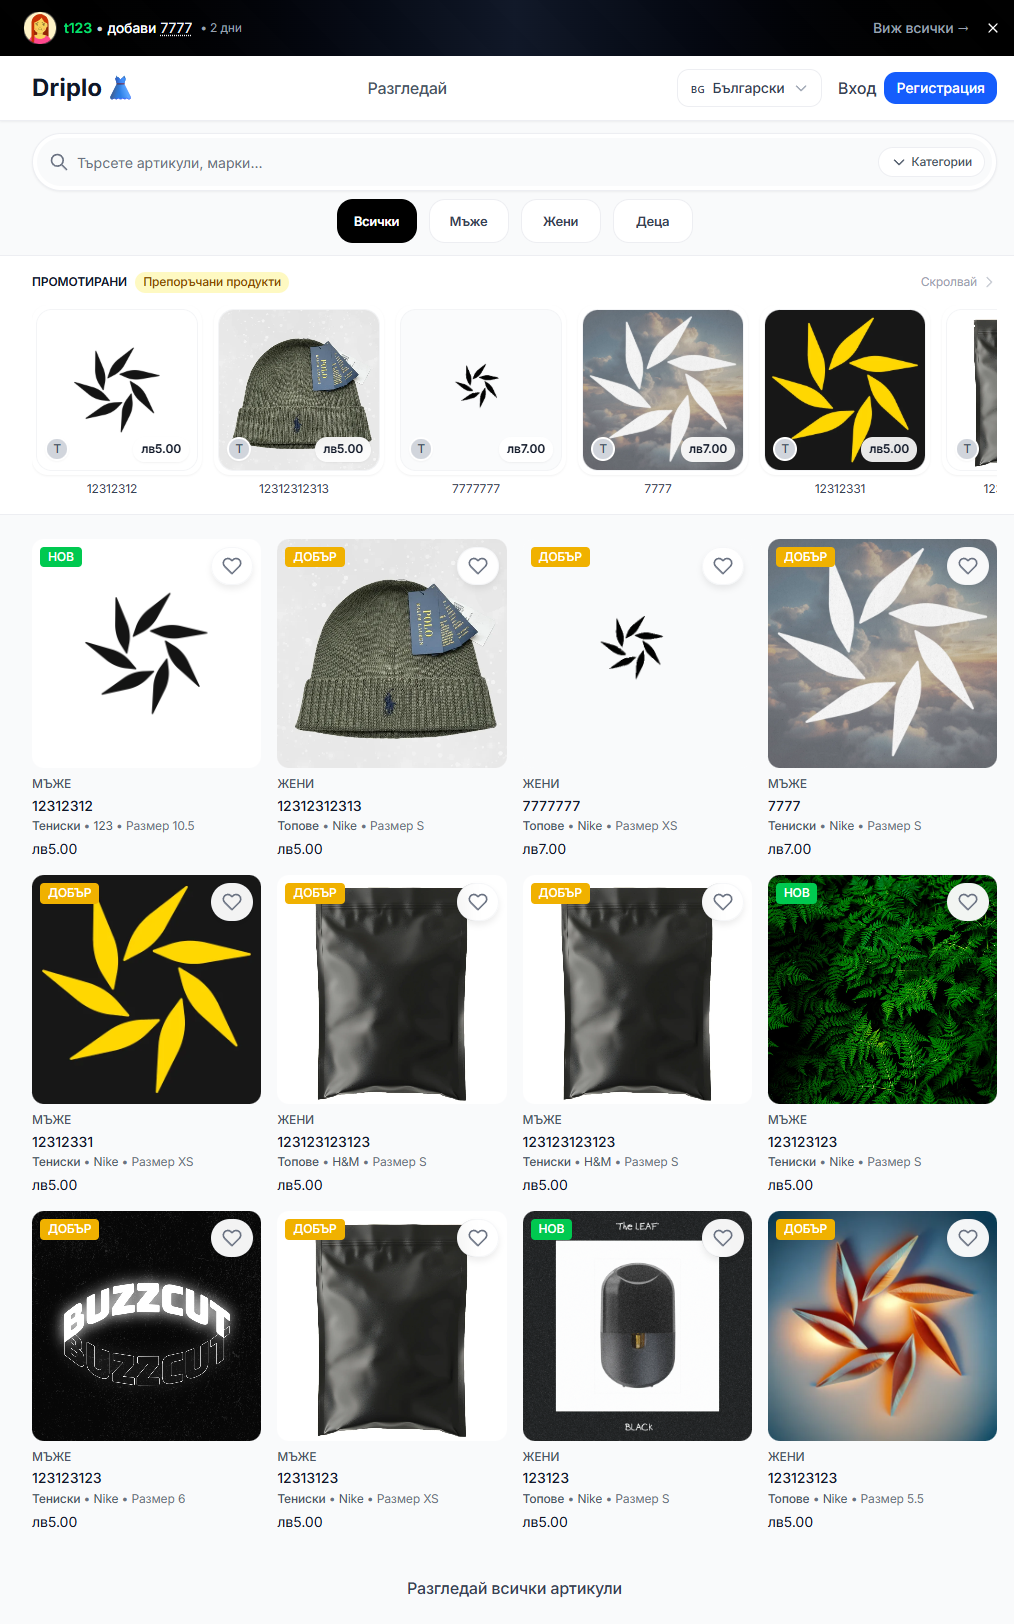 t123 • добави 7777 • 2 дни
Виж всички →
Driplo
Разгледай
BG Български
Вход
Регистрация
Търсете артикули, марки...
Категории
Всички
Мъже
Жени
Деца
ПРОМОТИРАНИ
Препоръчани продукти
Скролвай
POLO
T
лв5.00
T
лв5.00
T
лв7.00
T
лв7.00
T
лв5.00
T
12312312
12312312313
7777777
7777
12312331
12
НОВ
ДОБЪР
ДОБЪР
ДОБЪР
POLO
МЪЖЕ
ЖЕНИ
ЖЕНИ
МЪЖЕ
12312312
12312312313
7777777
7777
Тениски • 123 • Размер 10.5
Топове • Nike • Размер S
Топове • Nike • Размер XS
Тениски • Nike • Размер S
лв5.00
лв5.00
лв7.00
лв7.00
ДОБЪР
ДОБЪР
ДОБЪР
НОВ
МЪЖЕ
ЖЕНИ
МЪЖЕ
МЪЖЕ
12312331
123123123123
123123123123
123123123
Тениски • Nike • Размер XS
Топове • H&M • Размер S
Тениски • H&M • Размер S
Тениски • Nike • Размер S
лв5.00
лв5.00
лв5.00
лв5.00
ДОБЪР
ДОБЪР
НОВ
ДОБЪР
The LEAF
BUZZCUT
BUZZCUT
BLACK
МЪЖЕ
МЪЖЕ
ЖЕНИ
ЖЕНИ
123123123
12313123
123123
123123123
Тениски • Nike • Размер 6
Тениски • Nike • Размер XS
Топове • Nike • Размер S
Топове • Nike • Размер 5.5
лв5.00
лв5.00
лв5.00
лв5.00
Разгледай всички артикули